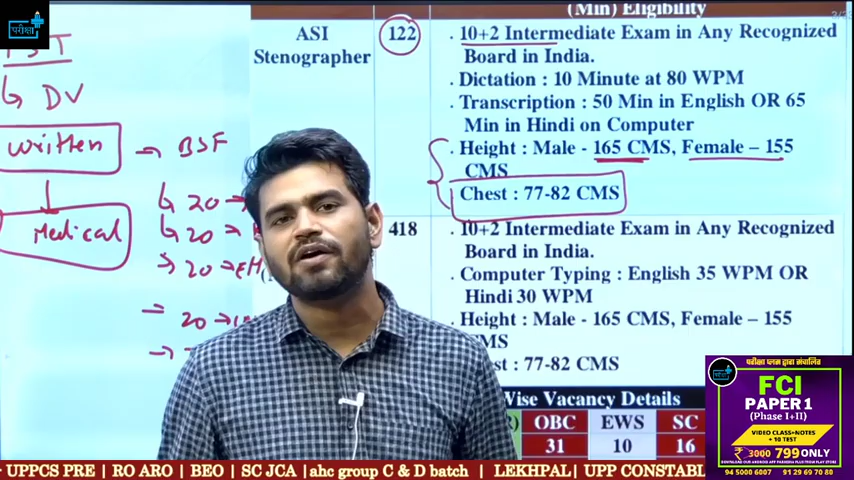 परीक्षा
PST
↳ DV
written
→ BSF
↳ 20 →
↳ 20 →
→ 20 → EH
= 20 →
Medical
(Min) Eligibility
ASI
Stenographer
122
. 10+2 Intermediate Exam in Any Recognized
Board in India.
. Dictation : 10 Minute at 80 WPM
. Transcription : 50 Min in English OR 65
Min in Hindi on Computer
. Height : Male - 165 CMS, Female – 155
CMS
Chest : 77-82 CMS
418
. 10+2 Intermediate Exam in Any Recognized
Board in India.
. Computer Typing : English 35 WPM OR
Hindi 30 WPM
. Height : Male - 165 CMS, Female – 155
CMS
est : 77-82 CMS
Wise Vacancy Details
OBC EWS SC
31 10 16
परीक्षा प्लस द्वारा संचालित
FCI
PAPER 1
(Phase I+II)
VIDEO CLASS+NOTES
+ 10 TEST
₹ 3000 799 ONLY
94 5000 6007 91 29 69 70 80
UPPCS PRE | RO ARO | BEO | SC JCA | ahc group C & D batch | LEKHPAL | UPP CONSTABL